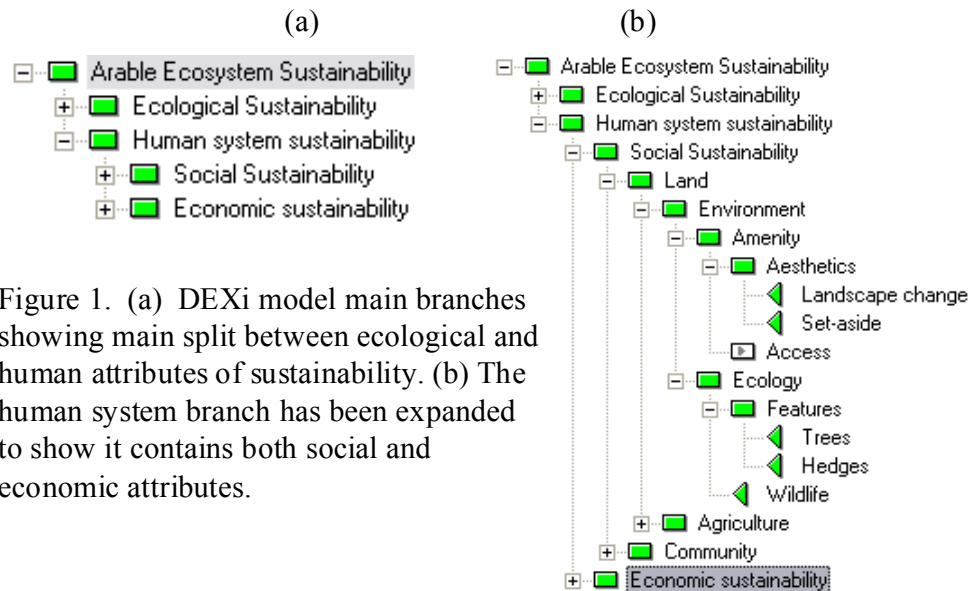 (a)
Arable Ecosystem Sustainability
Ecological Sustainability
Human system sustainability
Social Sustainability
Economic sustainability
Figure 1. (a) DEXi model main branches
showing main split between ecological and
human attributes of sustainability. (b) The
human system branch has been expanded
to show it contains both social and
economic attributes.
(b)
Arable Ecosystem Sustainability
Ecological Sustainability
Human system sustainability
Social Sustainability
Land
Environment
Amenity
Aesthetics
Landscape change
Set-aside
Access
Ecology
Features
Trees
Hedges
Wildlife
Agriculture
Community
Economic sustainability